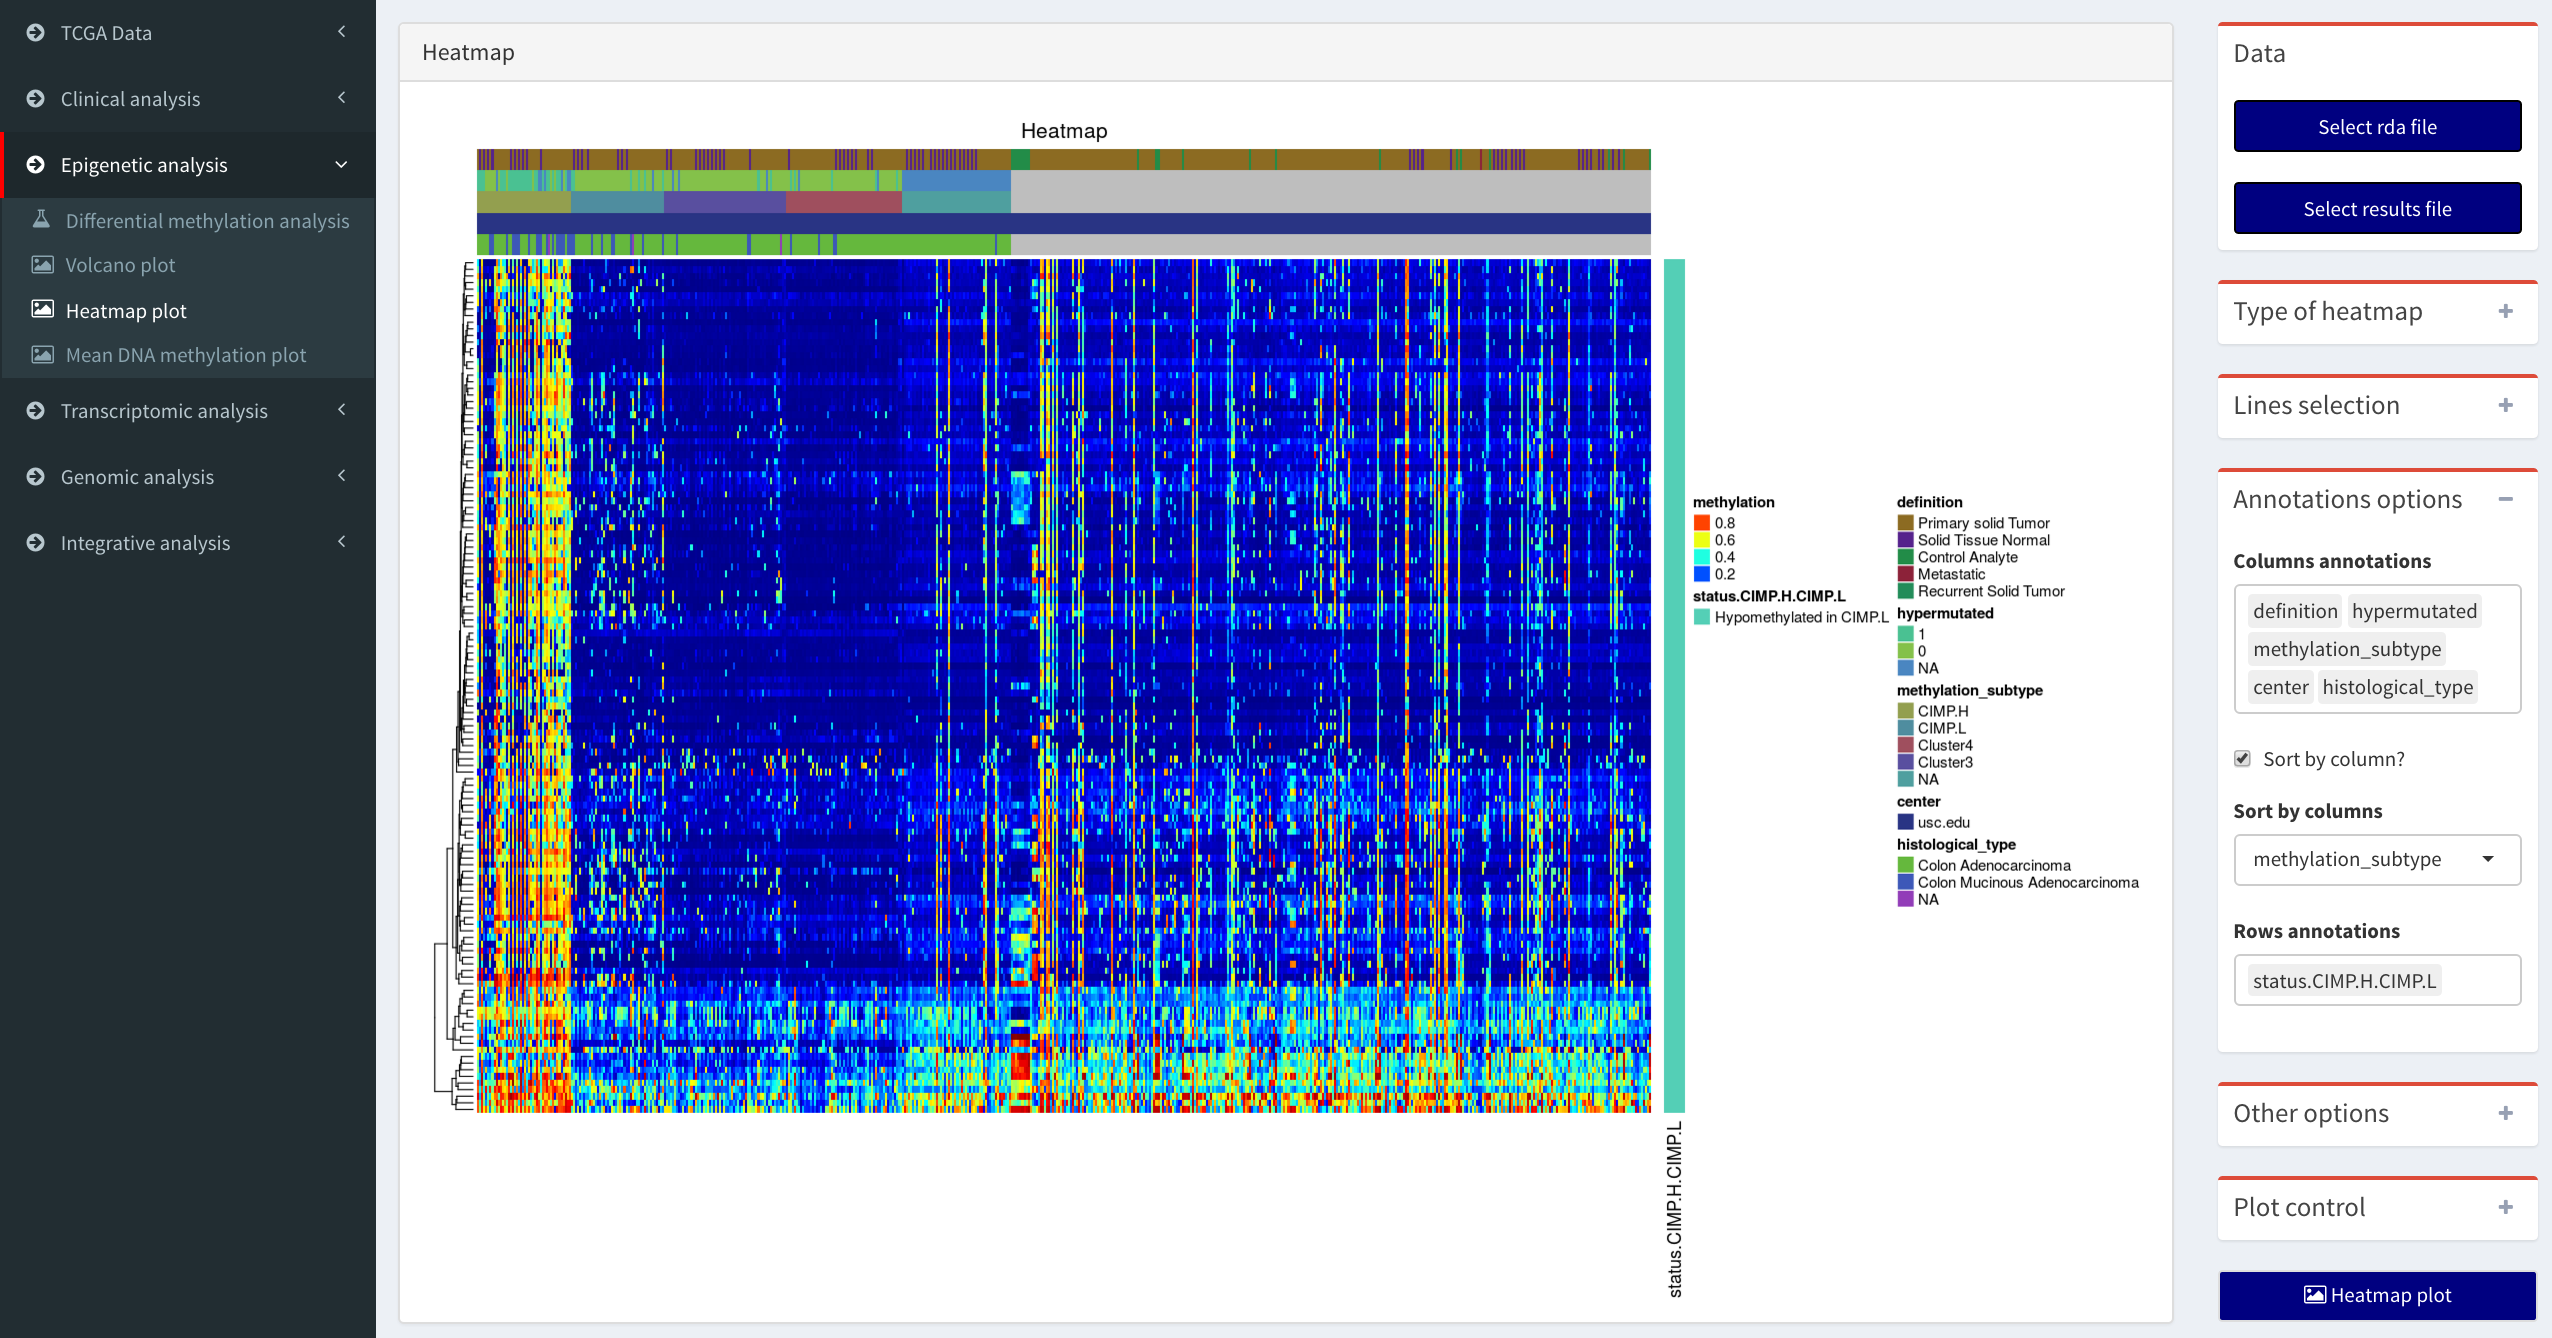 TCGA Data
Clinical analysis
Epigenetic analysis
Differential methylation analysis
Volcano plot
Heatmap plot
Mean DNA methylation plot
Transcriptomic analysis
Genomic analysis
Integrative analysis
Heatmap
Heatmap
methylation
0.8
0.6
0.4
0.2
status.CIMP.H.CIMP.L
Hypomethylated in CIMP.L
definition
Primary solid Tumor
Solid Tissue Normal
Control Analyte
Metastatic
Recurrent Solid Tumor
hypermutated
1
0
NA
methylation_subtype
CIMP.H
CIMP.L
Cluster4
Cluster3
NA
center
usc.edu
histological_type
Colon Adenocarcinoma
Colon Mucinous Adenocarcinoma
NA
status.CIMP.H.CIMP.L
Data
Select rda file
Select results file
Type of heatmap
Lines selection
Annotations options
Columns annotations
definition hypermutated
methylation_subtype
center histological_type
Sort by column?
Sort by columns
methylation_subtype
Rows annotations
status.CIMP.H.CIMP.L
Other options
Plot control
Heatmap plot